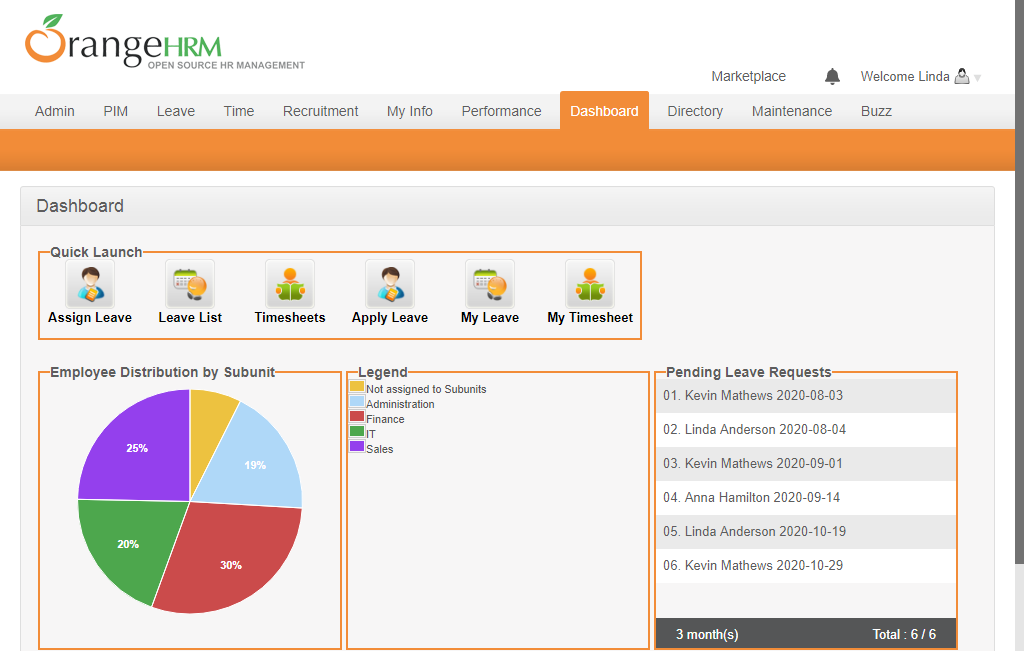 OrangeHRM
OPEN SOURCE HR MANAGEMENT
Marketplace Welcome Linda
Admin PIM Leave Time Recruitment My Info Performance Dashboard Directory Maintenance Buzz
Dashboard
Quick Launch
Assign Leave Leave List Timesheets Apply Leave My Leave My Timesheet
Employee Distribution by Subunit
25%
19%
20%
30%
Legend
Not assigned to Subunits
Administration
Finance
IT
Sales
Pending Leave Requests
01. Kevin Mathews 2020-08-03
02. Linda Anderson 2020-08-04
03. Kevin Mathews 2020-09-01
04. Anna Hamilton 2020-09-14
05. Linda Anderson 2020-10-19
06. Kevin Mathews 2020-10-29
3 month(s) Total : 6 / 6